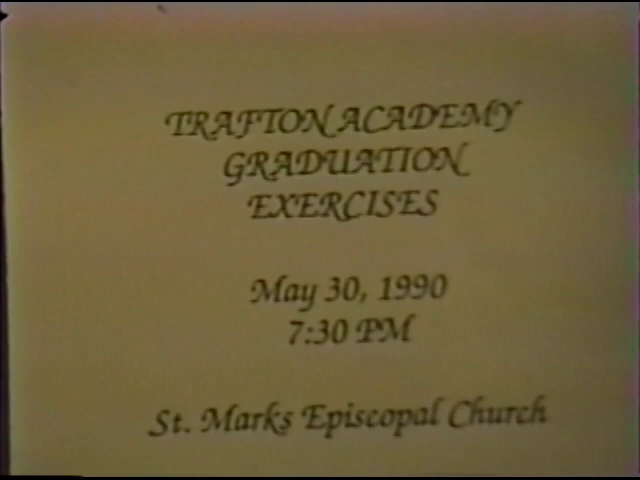 TRAFTON ACADEMY
GRADUATION
EXERCISES
May 30, 1990
7:30 PM
St. Marks Episcopal Church